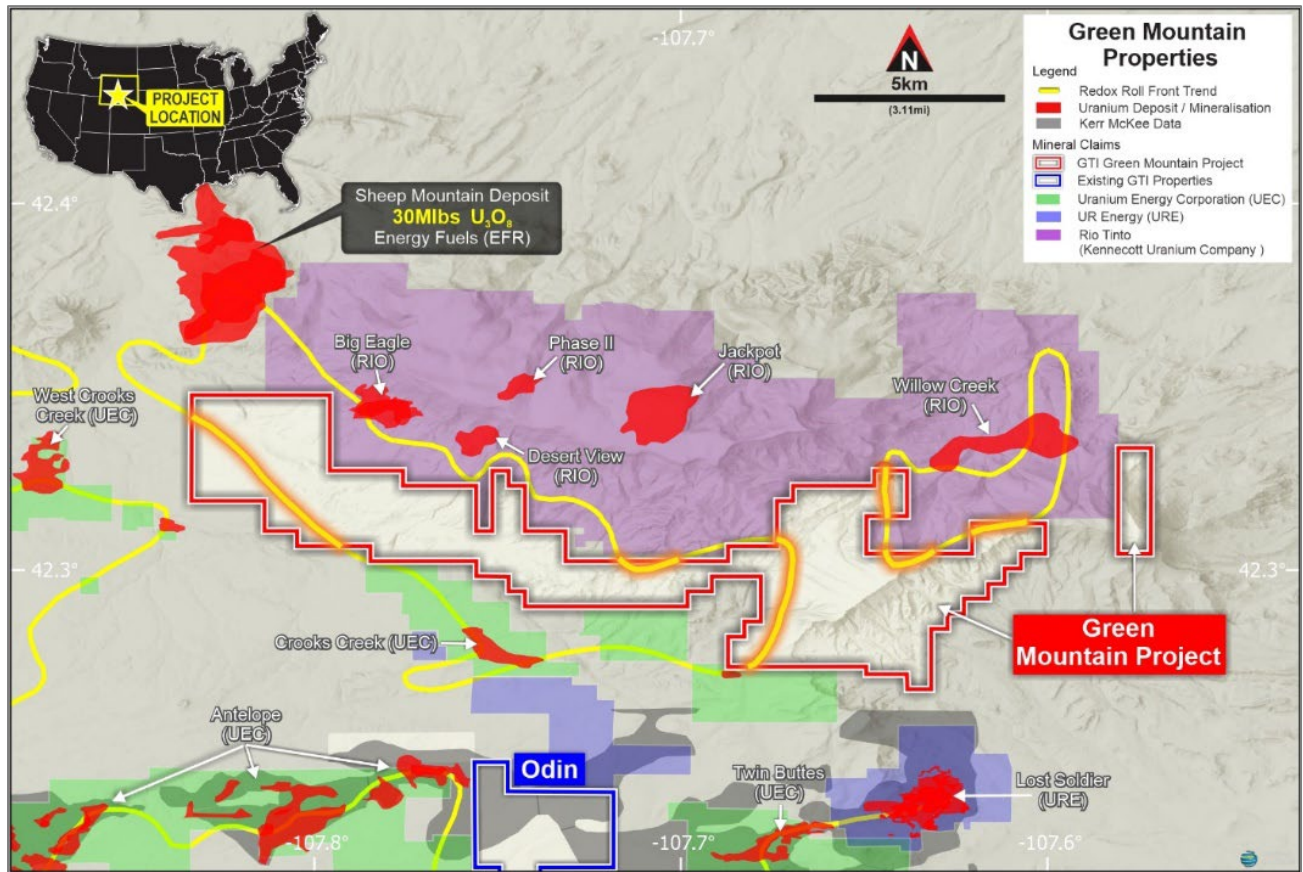 -107.7°
N
5km
(3.11mi)
Green Mountain
Properties
Legend
Redox Roll Front Trend
Uranium Deposit / Mineralisation
Kerr McKee Data
Mineral Claims
GTI Green Mountain Project
Existing GTI Properties
Uranium Energy Corporation (UEC)
UR Energy (URE)
Rio Tinto
(Kennecott Uranium Company )
PROJECT
LOCATION
42.4°
Sheep Mountain Deposit
30Mlbs U₃O₈
Energy Fuels (EFR)
Big Eagle
(RIO)
Phase II
(RIO)
Jackpot
(RIO)
Willow Creek
(RIO)
West Crooks
Creek (UEC)
Desert View
(RIO)
42.3°
42.3°
Crooks Creek (UEC)
Green
Mountain Project
Antelope
(UEC)
Odin
Twin Buttes
(UEC)
Lost Soldier
(URE)
-107.8°
-107.7°
-107.6°